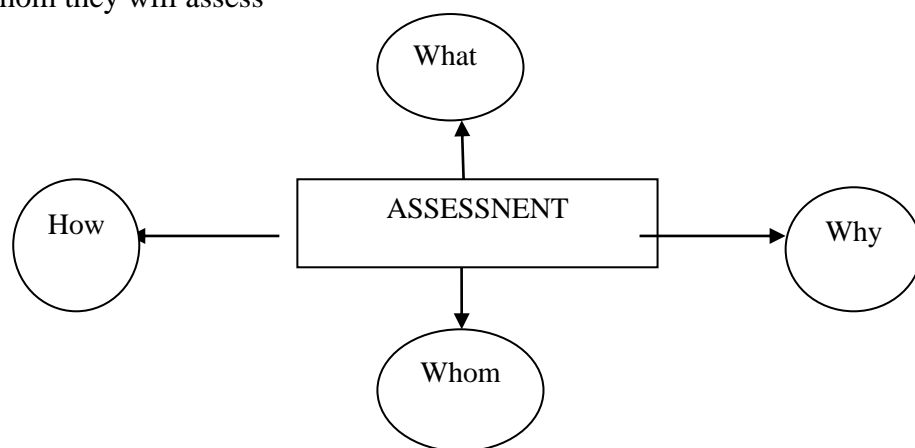 whom they will assess
What
ASSESSNENT
How
Why
Whom